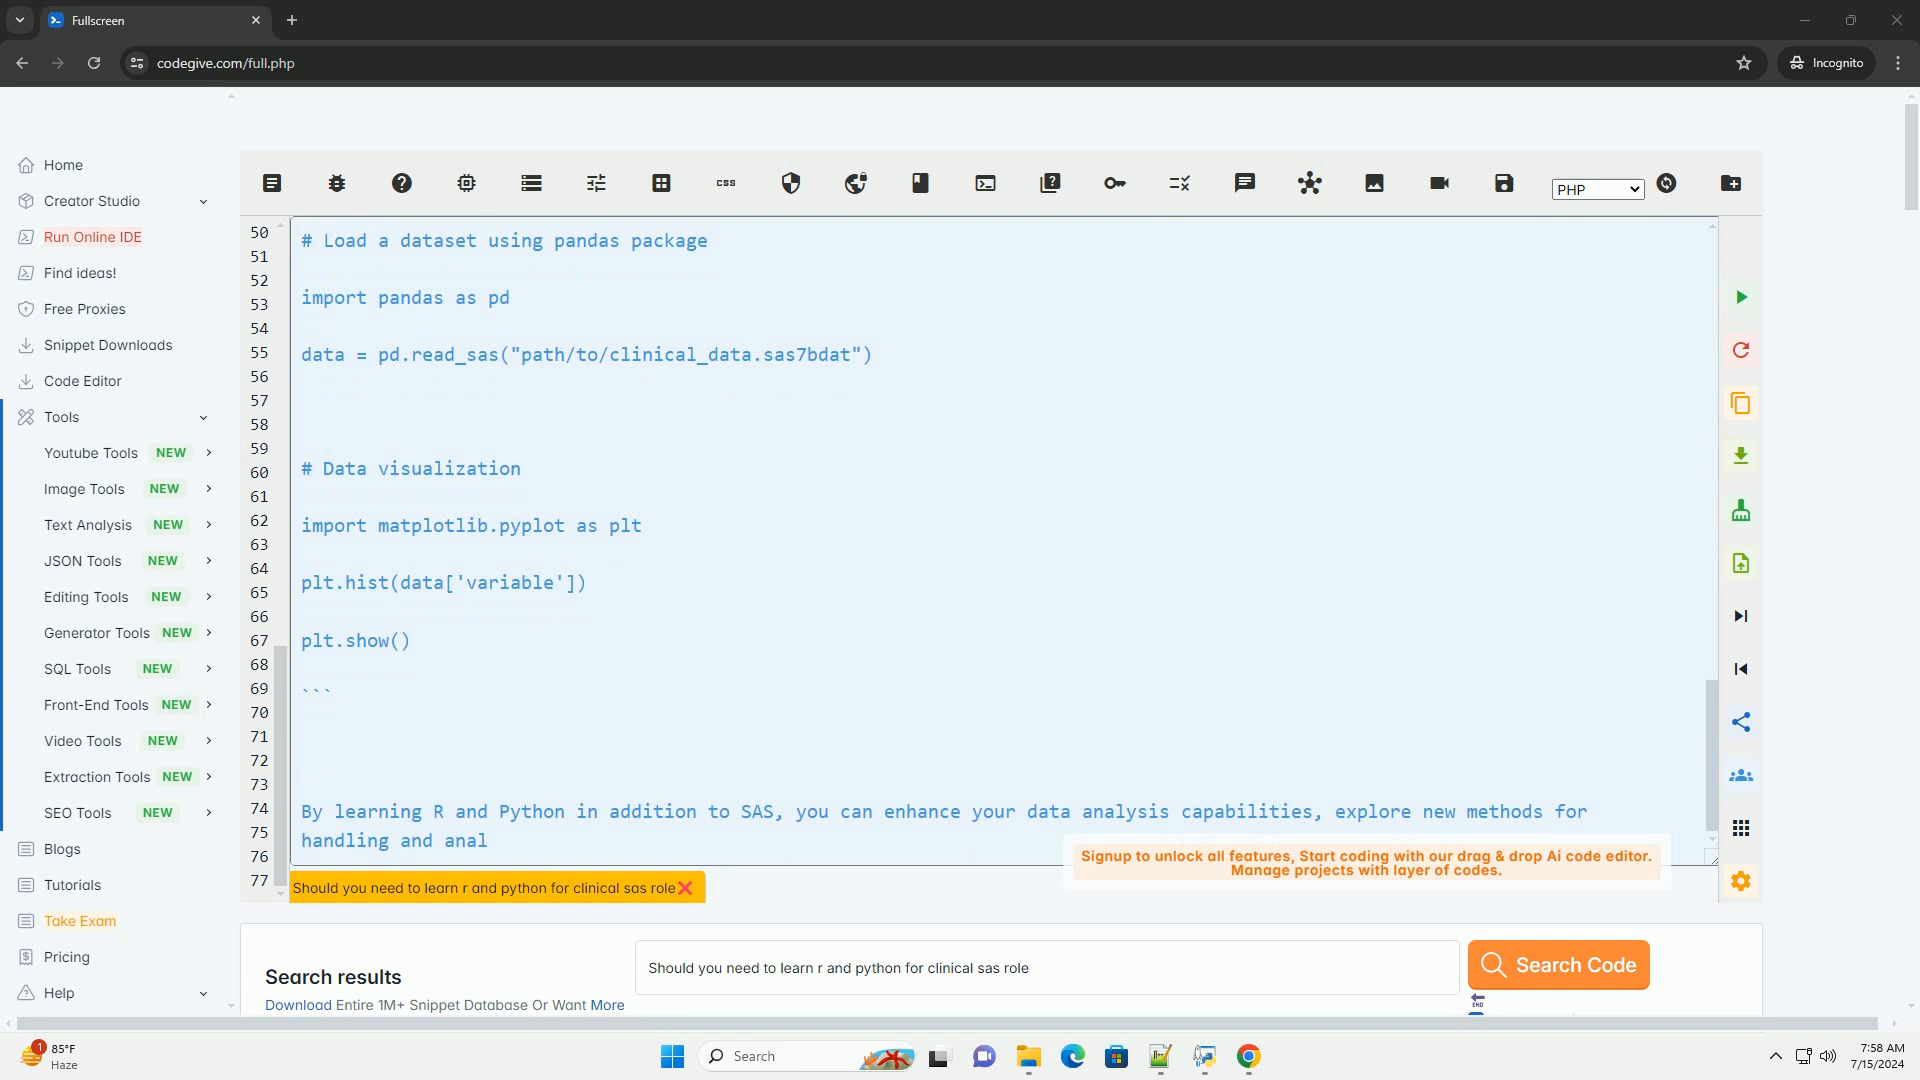 Fullscreen
codegive.com/full.php
Incognito
Home
Creator Studio
Run Online IDE
Find ideas!
Free Proxies
Snippet Downloads
Code Editor
Tools
Youtube Tools NEW
Image Tools NEW
Text Analysis NEW
JSON Tools NEW
Editing Tools NEW
Generator Tools NEW
SQL Tools NEW
Front-End Tools NEW
Video Tools NEW
Extraction Tools NEW
SEO Tools NEW
Blogs
Tutorials
Take Exam
Pricing
Help
css
PHP
50
51
52
53
54
55
56
57
58
59
60
61
62
63
64
65
66
67
68
69
70
71
72
73
74
75
76
77
# Load a dataset using pandas package
import pandas as pd
data = pd.read_sas("path/to/clinical_data.sas7bdat")
# Data visualization
import matplotlib.pyplot as plt
plt.hist(data['variable'])
plt.show()
```
By learning R and Python in addition to SAS, you can enhance your data analysis capabilities, explore new methods for
handling and anal
Signup to unlock all features, Start coding with our drag & drop Ai code editor.
Manage projects with layer of codes.
Should you need to learn r and python for clinical sas role
Search results
Download Entire 1M+ Snippet Database Or Want More
Should you need to learn r and python for clinical sas role
Search Code
END
1
85°F
Haze
Search
7:58 AM
7/15/2024